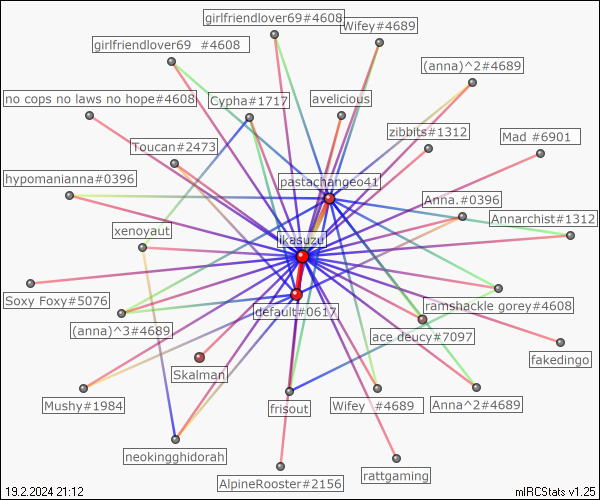 girlfriendlover69#4608
Wifey#4689
girlfriendlover69 #4608
(anna)^2#4689
no cops no laws no hope#4608
Cypha#1717
avelicious
zibbits#1312
Mad #6901
Toucan#2473
hypomanianna#0396
pastachangeo41
Anna.#0396
Annarchist#1312
xenoyaut
ikasuzu
Soxy Foxy#5076
default#0617
ramshackle gorey#4608
(anna)^3#4689
ace deucy#7097
fakedingo
Skalman
Mushy#1984
frisout
Wifey #4689
Anna^2#4689
neokingghidorah
AlpineRooster#2156
rattgaming
19.2.2024 21:12
mIRCStats v1.25